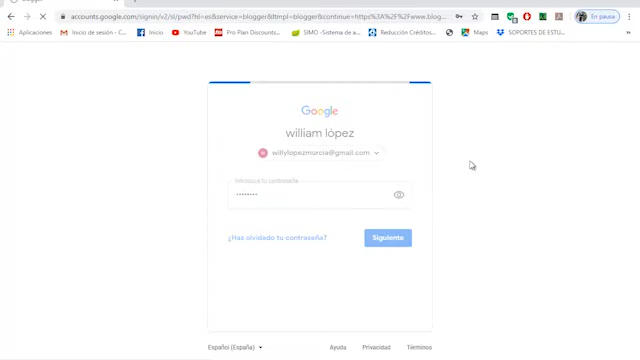 accounts.google.com/signin/v2/sl/pwd?hl=es&service=blogger&ltmpl=blogger&continue=https%3A%2F%2Fwww.blog...
En pausa
Aplicaciones
Inicio de sesión - C...
Inicio
YouTube
Pro Plan Discounts...
SIMO -Sistema de a...
Reducción Créditos...
Maps
SOPORTES DE ESTU...
Google
william lópez
willylopezmurcia@gmail.com
Introduce tu contraseña
••••••••
¿Has olvidado tu contraseña?
Siguiente
Español (España)
Ayuda
Privacidad
Términos